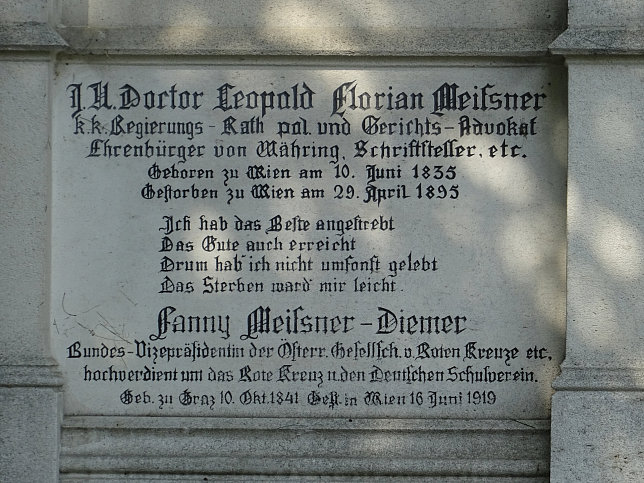 J. U. Doctor Leopold Florian Meiſsner
k. k. Regierungs-Rath pol. und Gerichts-Advokat
Ehrenbürger von Währing, Schriftsteller, etc.
Geboren zu Wien am 10. Juni 1835
Gestorben zu Wien am 29. April 1895
Ich hab das Beste angestrebt
Das Gute auch erreicht
Drum hab' ich nicht umſonst gelebt
Das Sterben ward mir leicht.
Fanny Meiſsner-Diemer
Bundes-Vizepräſidentin der Öſterr. Geſellſch. v. Roten Kreuze etc,
hochverdient um das Rote Kreuz u. den Deutſchen Schulverein.
Geb. zu Graz 10. Okt. 1841 Geſt. in Wien 16 Juni 1919